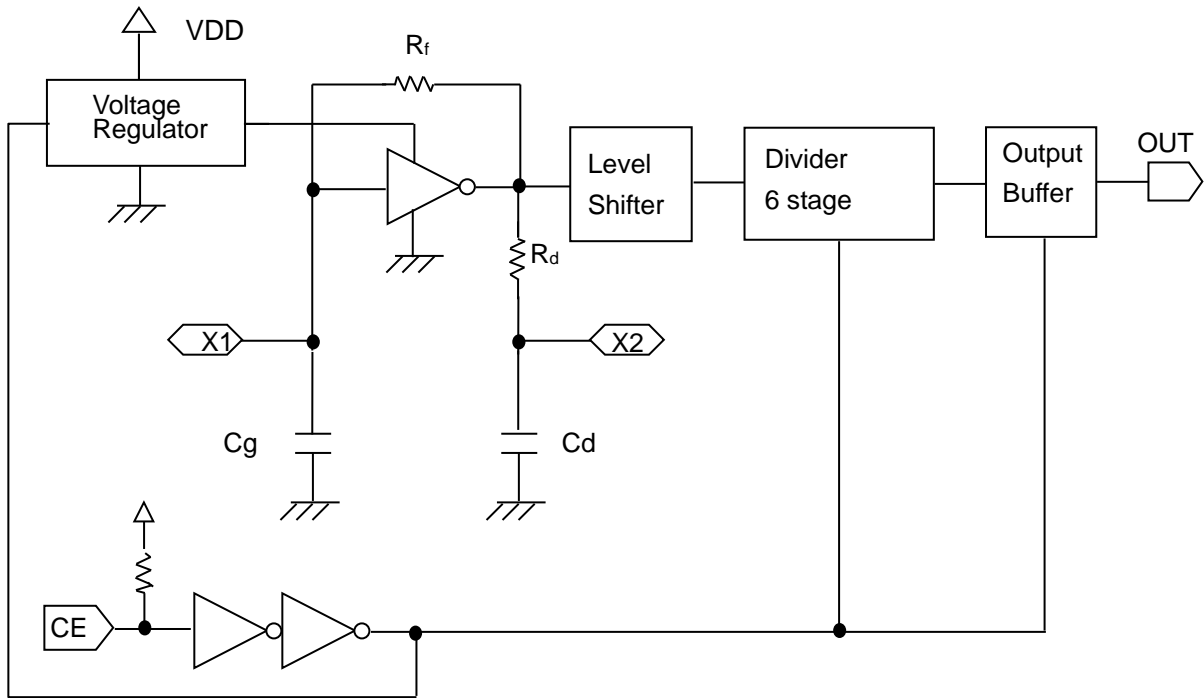 VDD
Rf
Voltage
Regulator
Level
Shifter
Divider
6 stage
Output
Buffer
OUT
Rd
X1
X2
Cg
Cd
CE